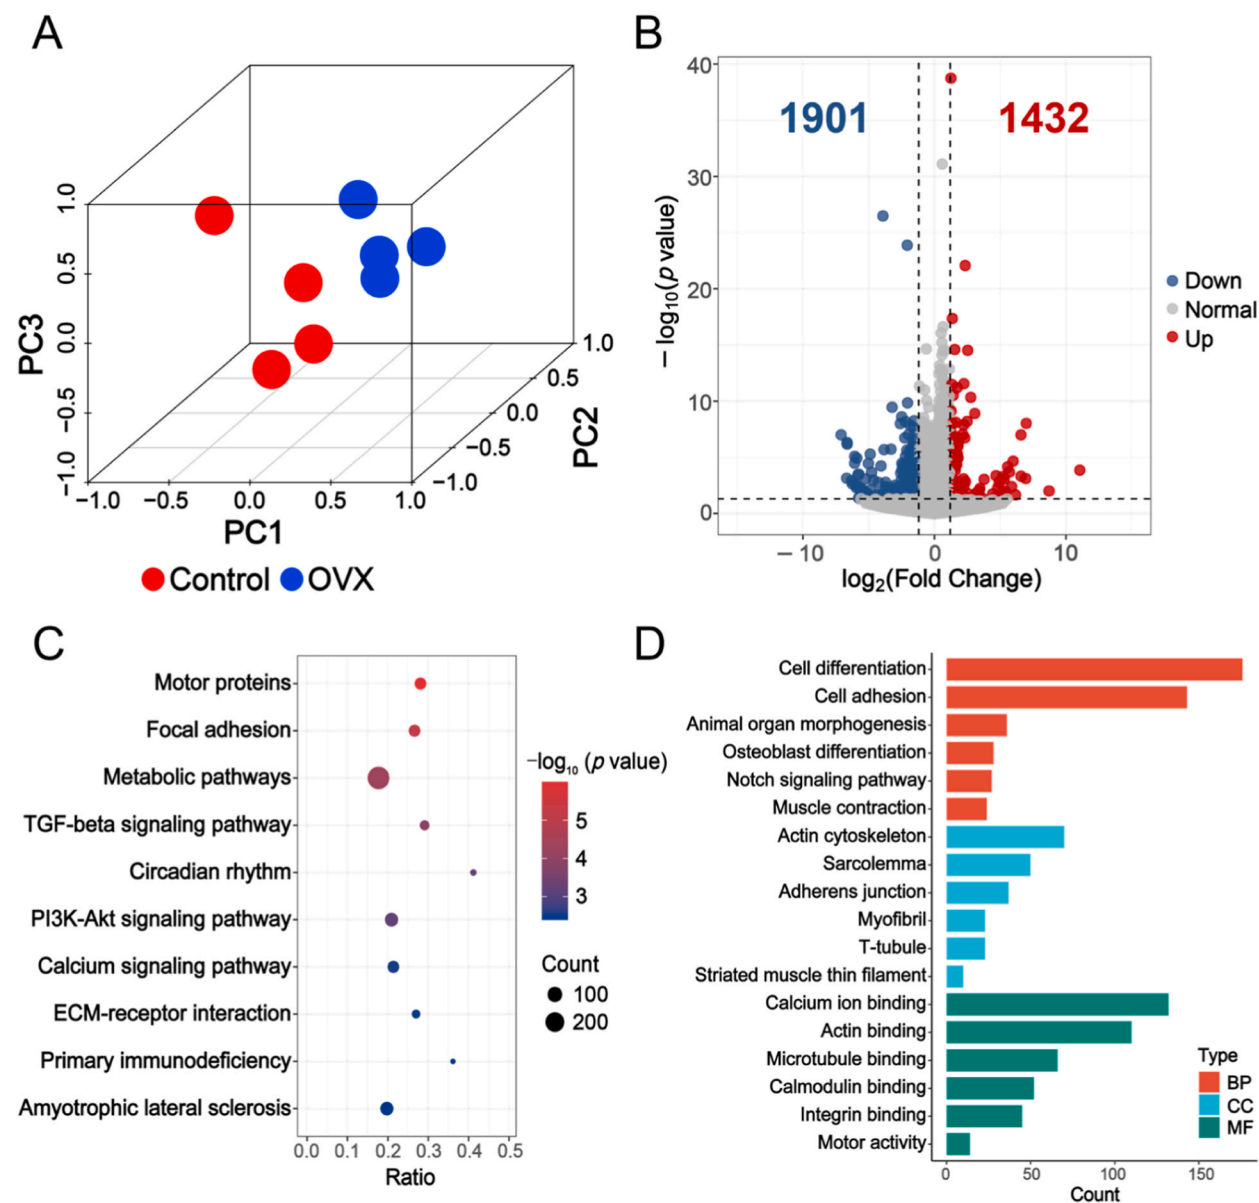 A
PC3
1.0
0.5
0.0
−0.5
−1.0
−1.0
−0.5
0.0
0.5
1.0
PC1
−1.0
−0.5
0.0
0.5
1.0
PC2
Control
OVX
B
1901
1432
− log10(p value)
40
30
20
10
0
− 10
0
10
log2(Fold Change)
Down
Normal
Up
C
Motor proteins
Focal adhesion
Metabolic pathways
TGF-beta signaling pathway
Circadian rhythm
PI3K-Akt signaling pathway
Calcium signaling pathway
ECM-receptor interaction
Primary immunodeficiency
Amyotrophic lateral sclerosis
0.0 0.1 0.2 0.3 0.4 0.5
Ratio
−log10 (p value)
5
4
3
Count
100
200
D
Cell differentiation
Cell adhesion
Animal organ morphogenesis
Osteoblast differentiation
Notch signaling pathway
Muscle contraction
Actin cytoskeleton
Sarcolemma
Adherens junction
Myofibril
T-tubule
Striated muscle thin filament
Calcium ion binding
Actin binding
Microtubule binding
Calmodulin binding
Integrin binding
Motor activity
0 50 100 150
Count
Type
BP
CC
MF